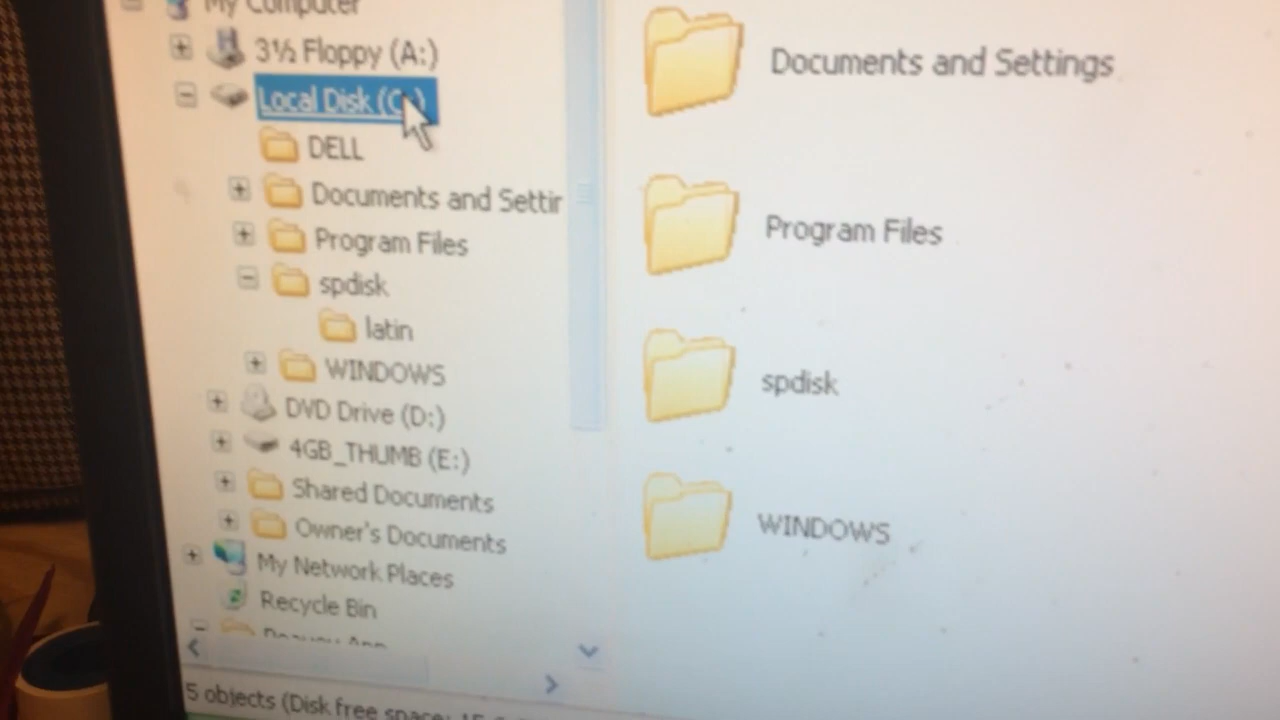 My Computer
3½ Floppy (A:)
Local Disk (C:)
DELL
Documents and Settin
Program Files
spdisk
latin
WINDOWS
DVD Drive (D:)
4GB_THUMB (E:)
Shared Documents
Owner's Documents
My Network Places
Recycle Bin
5 objects (Disk free space:
Documents and Settings
Program Files
spdisk
WINDOWS